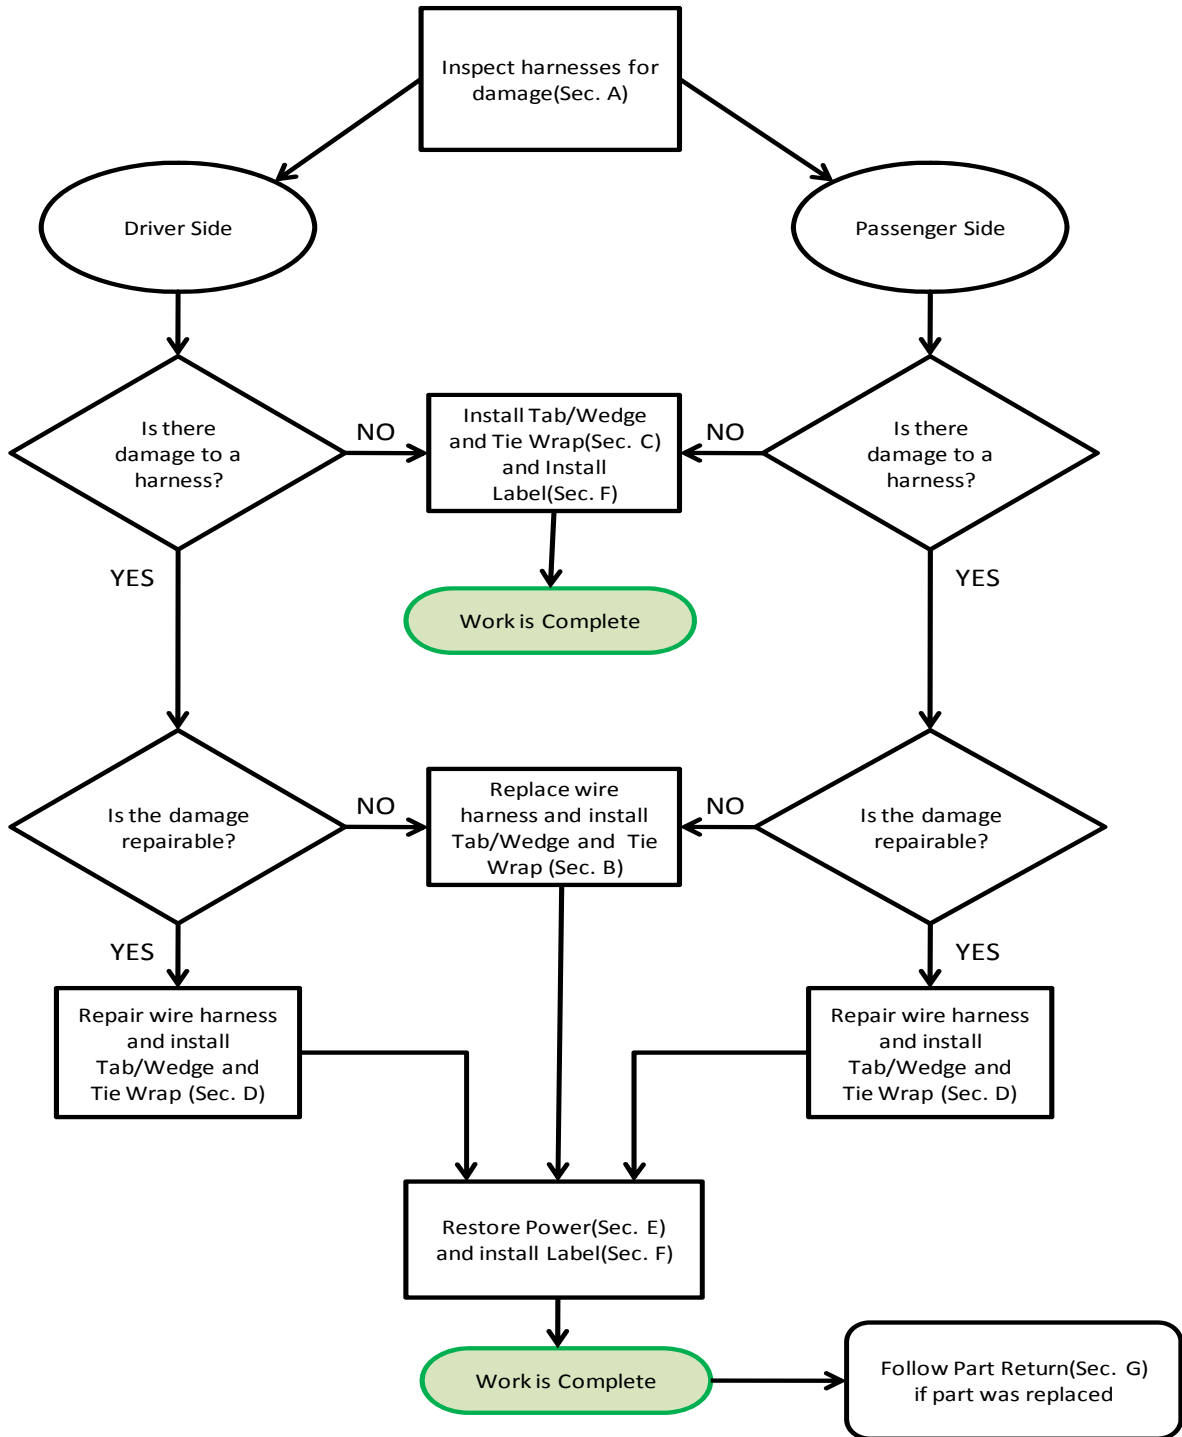 Inspect harnesses for
damage(Sec. A)
Driver Side
Passenger Side
Is there
damage to a
harness?
NO
Install Tab/Wedge
and Tie Wrap(Sec. C)
and Install
Label(Sec. F)
NO
Is there
damage to a
harness?
YES
YES
Work is Complete
Is the damage
repairable?
NO
Replace wire
harness and install
Tab/Wedge and Tie
Wrap (Sec. B)
NO
Is the damage
repairable?
YES
YES
Repair wire harness
and install
Tab/Wedge and
Tie Wrap (Sec. D)
Repair wire harness
and install
Tab/Wedge and
Tie Wrap (Sec. D)
Restore Power(Sec. E)
and install Label(Sec. F)
Work is Complete
Follow Part Return(Sec. G)
if part was replaced